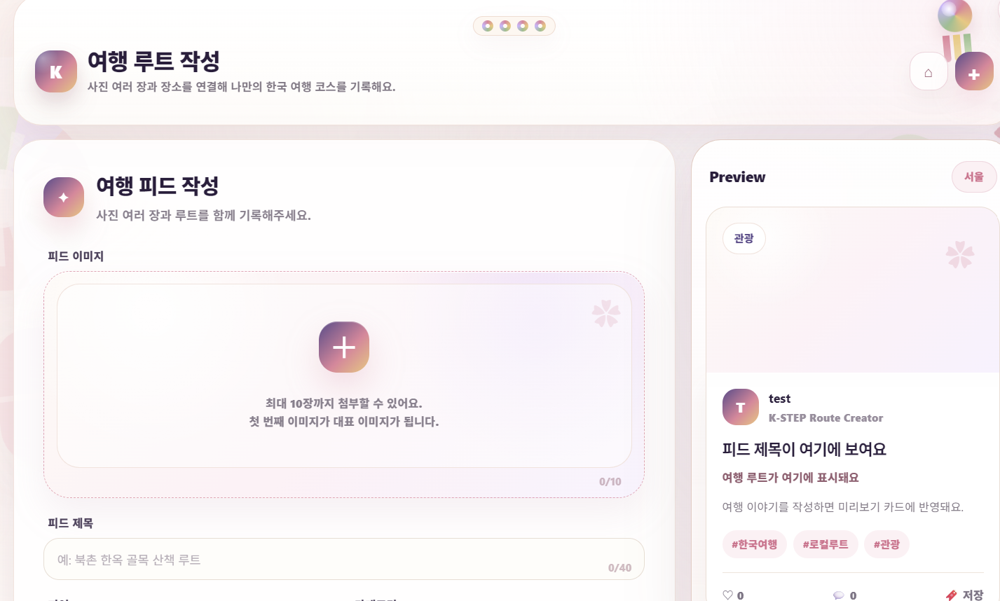 K
여행 루트 작성
사진 여러 장과 장소를 연결해 나만의 한국 여행 코스를 기록해요.
여행 피드 작성
사진 여러 장과 루트를 함께 기록해주세요.
피드 이미지
최대 10장까지 첨부할 수 있어요.
첫 번째 이미지가 대표 이미지가 됩니다.
0/10
피드 제목
예: 북촌 한옥 골목 산책 루트
0/40
Preview
서울
관광
T
test
K-STEP Route Creator
피드 제목이 여기에 보여요
여행 루트가 여기에 표시돼요
여행 이야기를 작성하면 미리보기 카드에 반영돼요.
#한국여행 #로컬루트 #관광
♡ 0 💬 0 저장